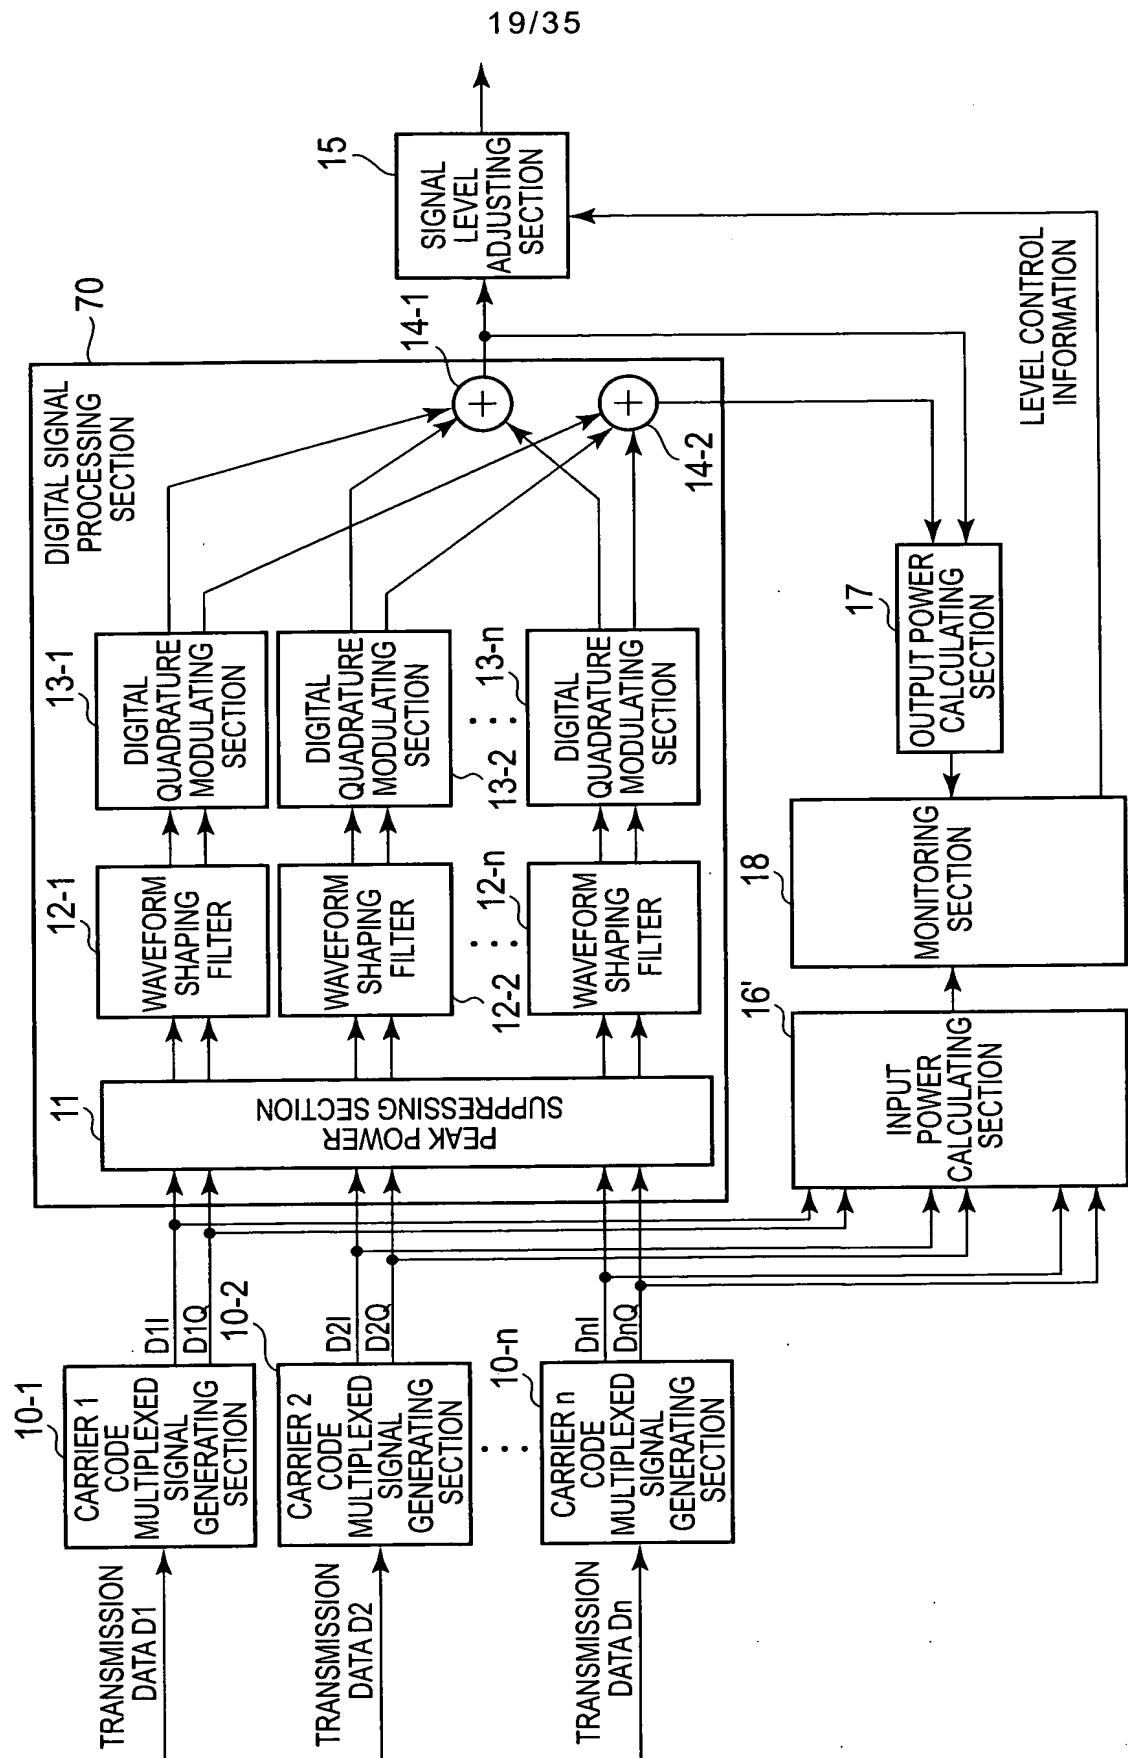 19/35
TRANSMISSION
DATA D1
TRANSMISSION
DATA D2
TRANSMISSION
DATA Dn
10-1
CARRIER 1
CODE
MULTIPLEXED
SIGNAL
GENERATING
SECTION
10-2
CARRIER 2
CODE
MULTIPLEXED
SIGNAL
GENERATING
SECTION
10-n
CARRIER n
CODE
MULTIPLEXED
SIGNAL
GENERATING
SECTION
D1I
D1Q
D2I
D2Q
DnI
DnQ
70
DIGITAL SIGNAL
PROCESSING
SECTION
11
PEAK POWER
SUPPRESSING SECTION
12-1
WAVEFORM
SHAPING
FILTER
12-2
WAVEFORM
SHAPING
FILTER
12-n
WAVEFORM
SHAPING
FILTER
13-1
DIGITAL
QUADRATURE
MODULATING
SECTION
13-2
DIGITAL
QUADRATURE
MODULATING
SECTION
13-n
DIGITAL
QUADRATURE
MODULATING
SECTION
14-1
+
14-2
+
15
SIGNAL
LEVEL
ADJUSTING
SECTION
16'
INPUT
POWER
CALCULATING
SECTION
18
MONITORING
SECTION
17
OUTPUT POWER
CALCULATING
SECTION
LEVEL CONTROL
INFORMATION